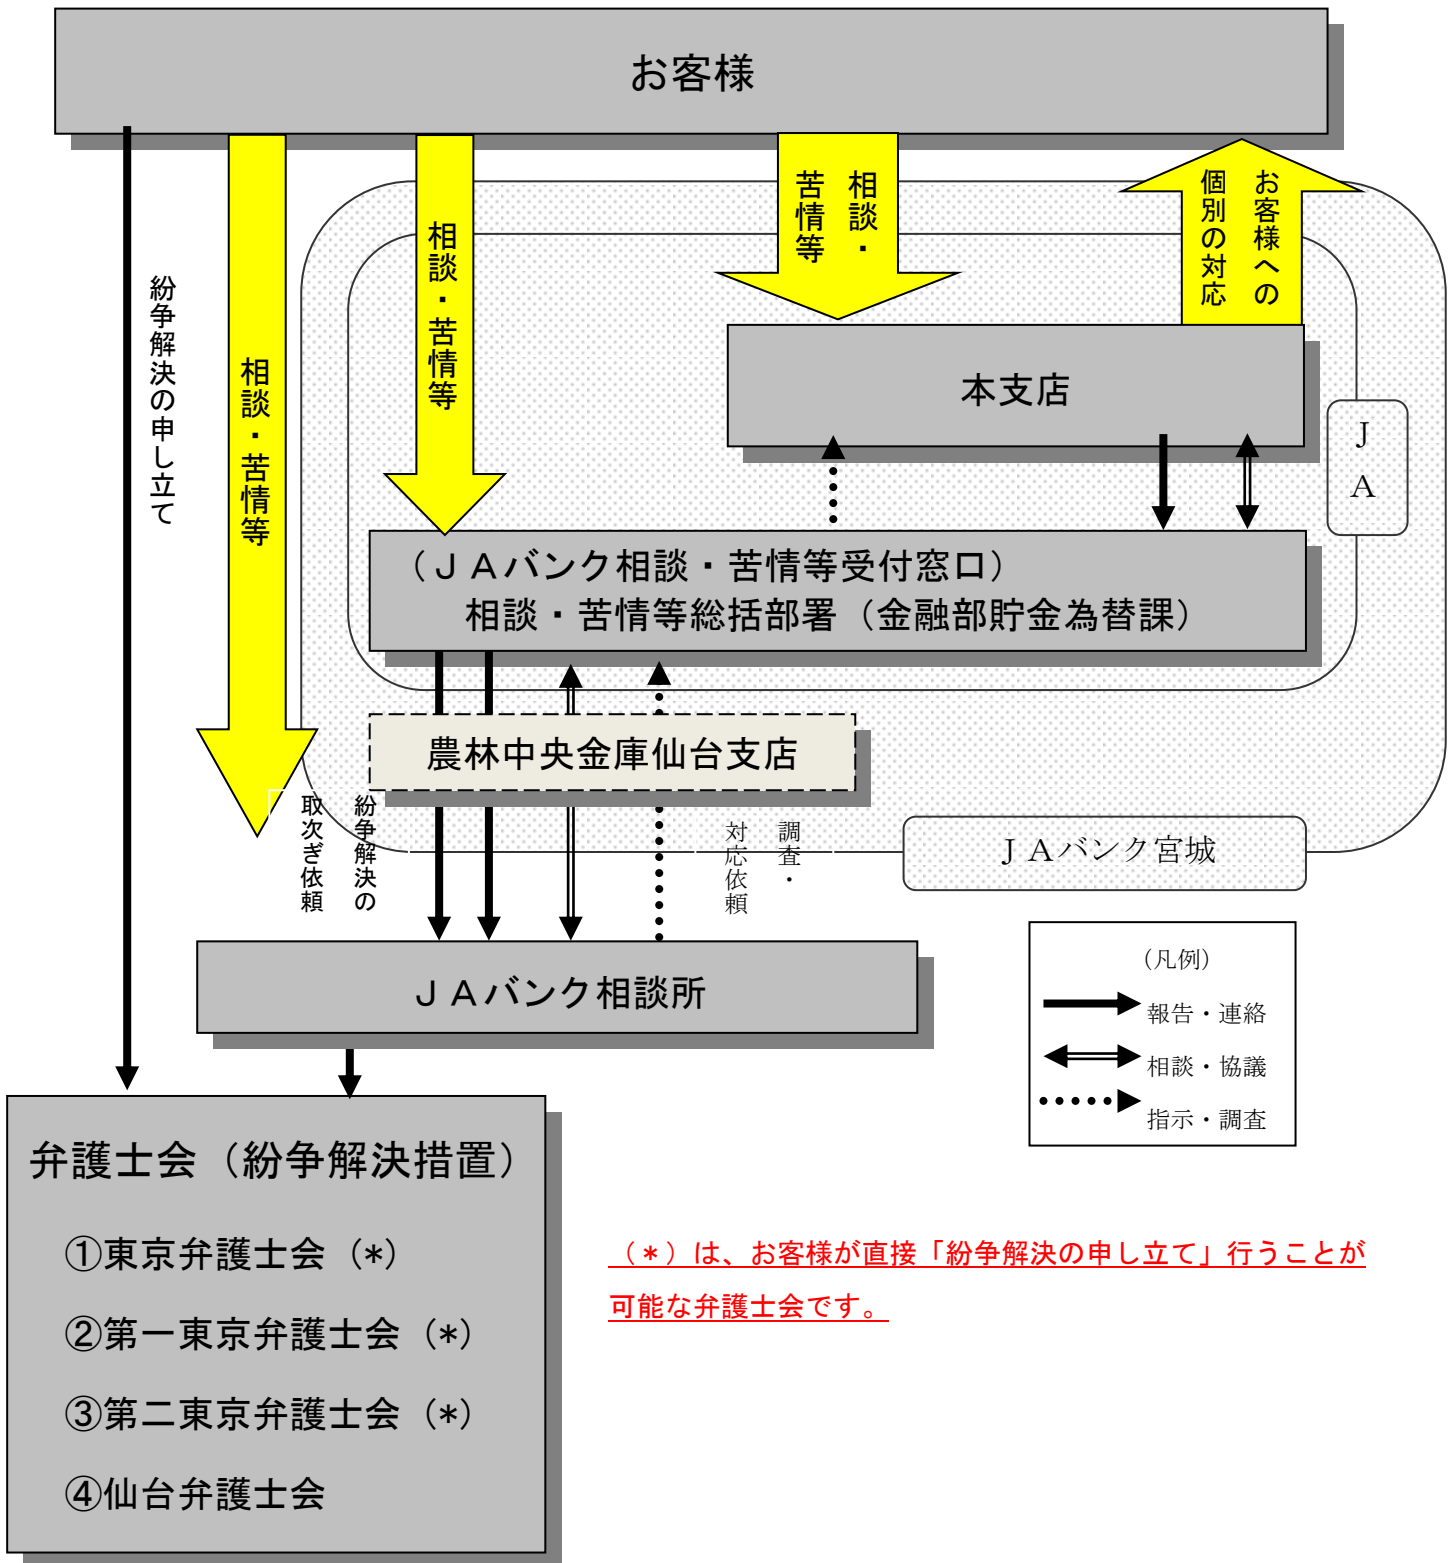 お客様
紛争解決の申し立て
相談・苦情等
相談・苦情等
相談・
苦情等
お客様への
個別の対応
本支店
ＪＡ
（ＪＡバンク相談・苦情等受付窓口）
相談・苦情等総括部署（金融部貯金為替課）
農林中央金庫仙台支店
紛争解決の
取次ぎ依頼
調査・
対応依頼
ＪＡバンク宮城
ＪＡバンク相談所
（凡例）
報告・連絡
相談・協議
指示・調査
弁護士会（紛争解決措置）
①東京弁護士会（*）
②第一東京弁護士会（*）
③第二東京弁護士会（*）
④仙台弁護士会
（＊）は、お客様が直接「紛争解決の申し立て」行うことが
可能な弁護士会です。